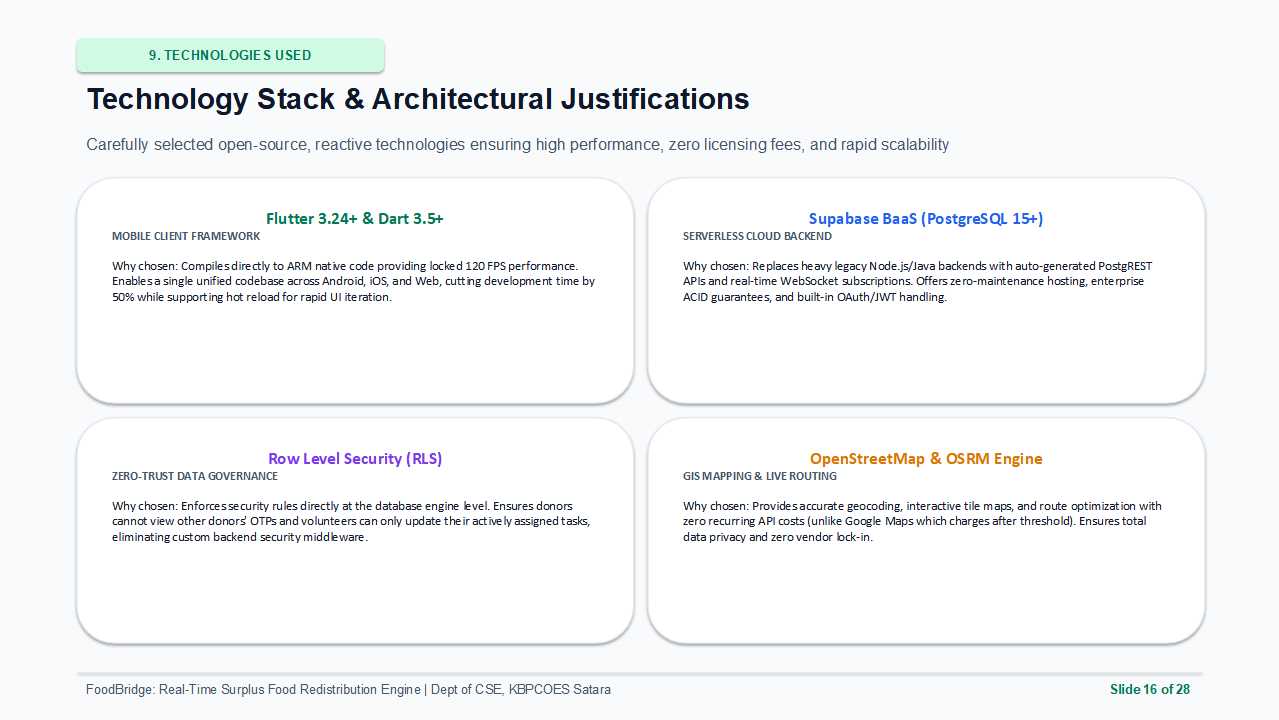 9. TECHNOLOGIES USED
Technology Stack & Architectural Justifications
Carefully selected open-source, reactive technologies ensuring high performance, zero licensing fees, and rapid scalability
Flutter 3.24+ & Dart 3.5+
MOBILE CLIENT FRAMEWORK
Why chosen: Compiles directly to ARM native code providing locked 120 FPS performance.
Enables a single unified codebase across Android, iOS, and Web, cutting development time by
50% while supporting hot reload for rapid UI iteration.
Supabase BaaS (PostgreSQL 15+)
SERVERLESS CLOUD BACKEND
Why chosen: Replaces heavy legacy Node.js/Java backends with auto-generated PostgREST
APIs and real-time WebSocket subscriptions. Offers zero-maintenance hosting, enterprise
ACID guarantees, and built-in OAuth/JWT handling.
Row Level Security (RLS)
ZERO-TRUST DATA GOVERNANCE
Why chosen: Enforces security rules directly at the database engine level. Ensures donors
cannot view other donors' OTPs and volunteers can only update their actively assigned tasks,
eliminating custom backend security middleware.
OpenStreetMap & OSRM Engine
GIS MAPPING & LIVE ROUTING
Why chosen: Provides accurate geocoding, interactive tile maps, and route optimization with
zero recurring API costs (unlike Google Maps which charges after threshold). Ensures total
data privacy and zero vendor lock-in.
FoodBridge: Real-Time Surplus Food Redistribution Engine | Dept of CSE, KBPCOES Satara
Slide 16 of 28